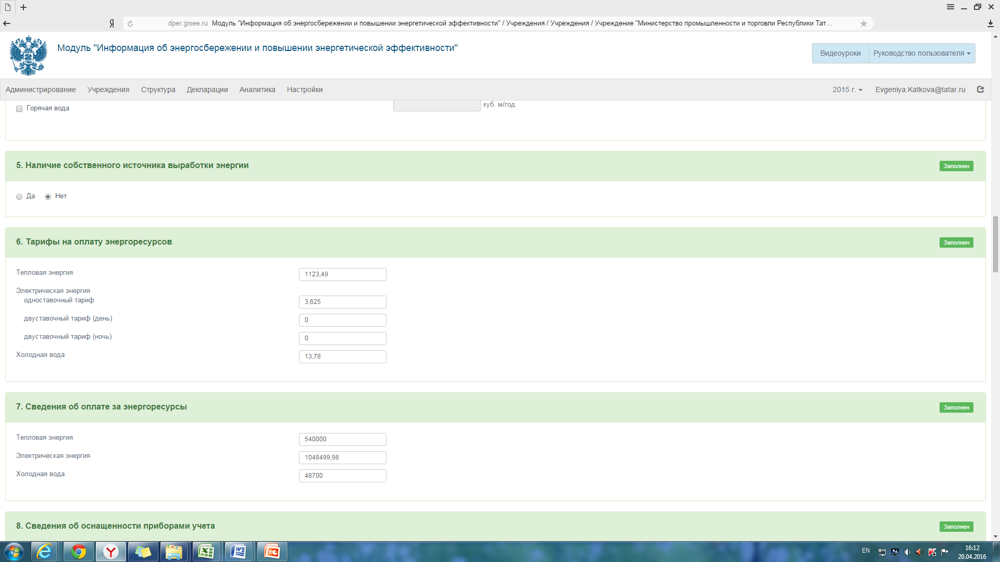 Я
dper.gisee.ru Модуль "Информация об энергосбережении и повышении энергетической эффективности" / Учреждения / Учреждения / Учреждение "Министерство промышленности и торговли Республики Тат...
Модуль "Информация об энергосбережении и повышении энергетической эффективности"
Видеоуроки Руководство пользователя
Администрирование Учреждения Структура Декларации Аналитика Настройки 2015 г. Evgeniya.Katkova@tatar.ru
Горячая вода куб. м/год
5. Наличие собственного источника выработки энергии Заполнен
Да Нет
6. Тарифы на оплату энергоресурсов Заполнен
Тепловая энергия 1123,49
Электрическая энергия
одноставочный тариф 3,625
двуставочный тариф (день) 0
двуставочный тариф (ночь) 0
Холодная вода 13,78
7. Сведения об оплате за энергоресурсы Заполнен
Тепловая энергия 540000
Электрическая энергия 1048499,98
Холодная вода 48700
8. Сведения об оснащенности приборами учета Заполнен
EN 16:12
20.04.2016